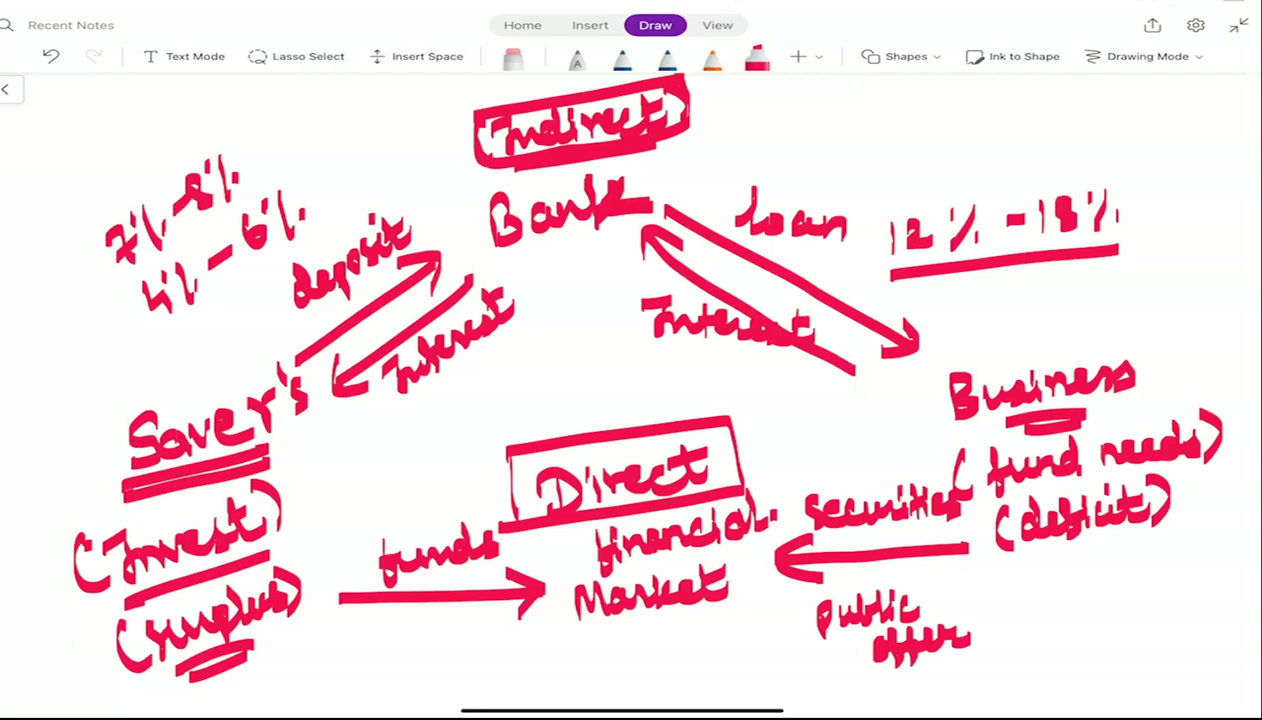 Recent Notes
Home Insert Draw View
Text Mode Lasso Select Insert Space Shapes Ink to Shape Drawing Mode
(Indirect)
Bank
7% - 8%
4% - 6%
deposit
Interest
loan
12% - 18%
Interest
Saver's
(Invest)
(surplus)
funds
Direct
financial
Market
Business
(fund needs)
(deficit)
Securities
public
offer